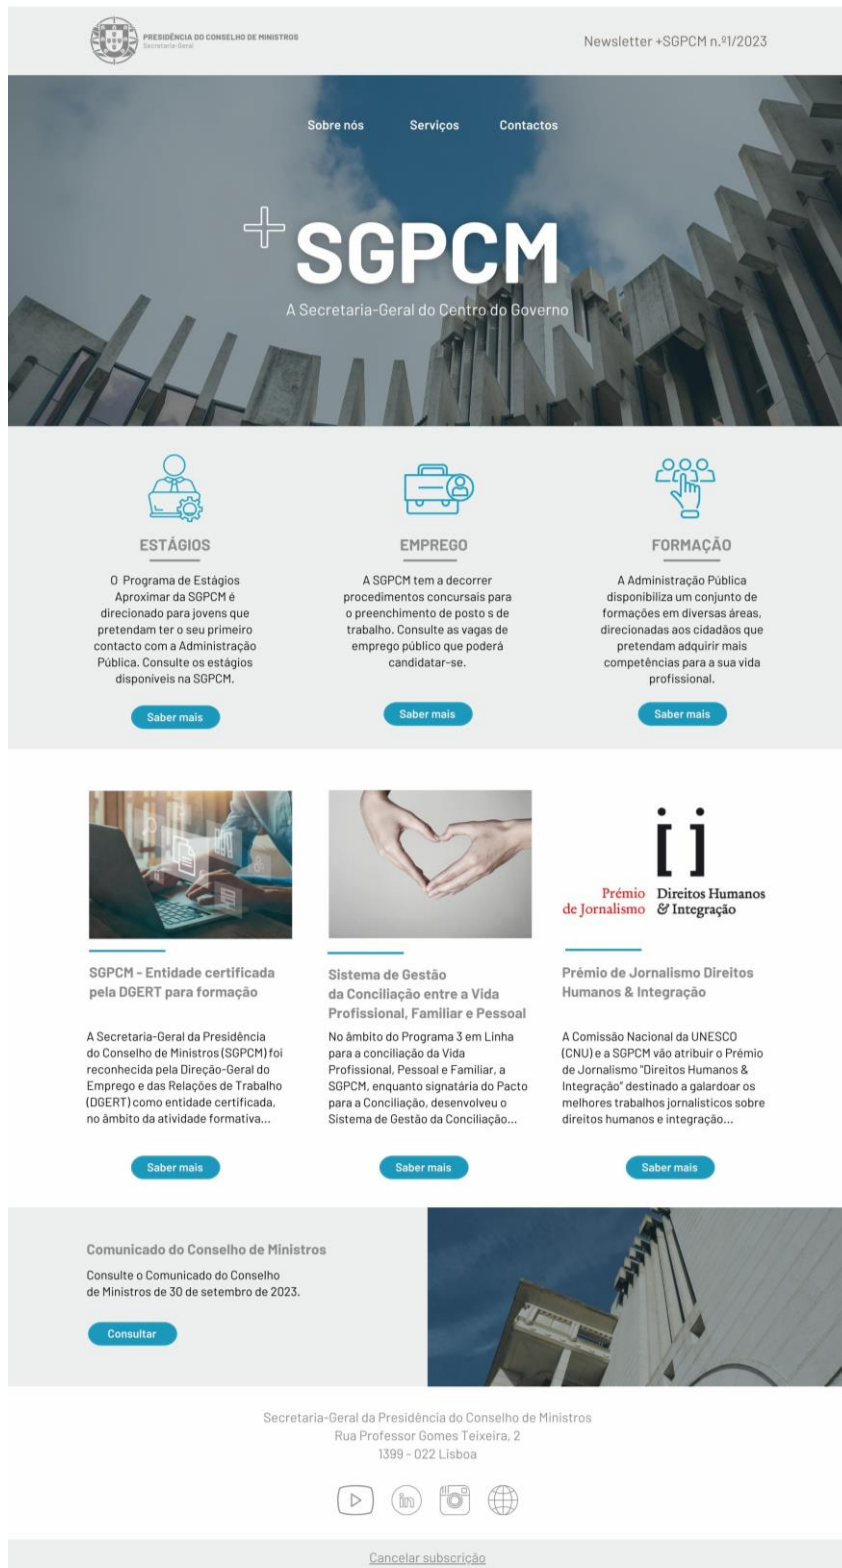 PRESIDÊNCIA DO CONSELHO DE MINISTROS
Secretaria-Geral
Newsletter +SGPCM n.º1/2023
Sobre nós
Serviços
Contactos
+SGPCM
A Secretaria-Geral do Centro do Governo
ESTÁGIOS
O Programa de Estágios
Aproximar da SGPCM é
direcionado para jovens que
pretendam ter o seu primeiro
contacto com a Administração
Pública. Consulte os estágios
disponíveis na SGPCM.
Saber mais
EMPREGO
A SGPCM tem a decorrer
procedimentos concursais para
o preenchimento de posto s de
trabalho. Consulte as vagas de
emprego público que poderá
candidatar-se.
Saber mais
FORMAÇÃO
A Administração Pública
disponibiliza um conjunto de
formações em diversas áreas,
direcionadas aos cidadãos que
pretendam adquirir mais
competências para a sua vida
profissional.
Saber mais
SGPCM - Entidade certificada
pela DGERT para formação
A Secretaria-Geral da Presidência
do Conselho de Ministros (SGPCM) foi
reconhecida pela Direção-Geral do
Emprego e das Relações de Trabalho
(DGERT) como entidade certificada,
no âmbito da atividade formativa...
Saber mais
Sistema de Gestão
da Conciliação entre a Vida
Profissional, Familiar e Pessoal
No âmbito do Programa 3 em Linha
para a conciliação da Vida
Profissional, Pessoal e Familiar, a
SGPCM, enquanto signatária do Pacto
para a Conciliação, desenvolveu o
Sistema de Gestão da Conciliação...
Saber mais
Prémio Direitos Humanos
de Jornalismo & Integração
Prémio de Jornalismo Direitos
Humanos & Integração
A Comissão Nacional da UNESCO
(CNU) e a SGPCM vão atribuir o Prémio
de Jornalismo "Direitos Humanos &
Integração" destinado a galardoar os
melhores trabalhos jornalísticos sobre
direitos humanos e integração...
Saber mais
Comunicado do Conselho de Ministros
Consulte o Comunicado do Conselho
de Ministros de 30 de setembro de 2023.
Consultar
Secretaria-Geral da Presidência do Conselho de Ministros
Rua Professor Gomes Teixeira, 2
1399 - 022 Lisboa
in
Cancelar subscrição